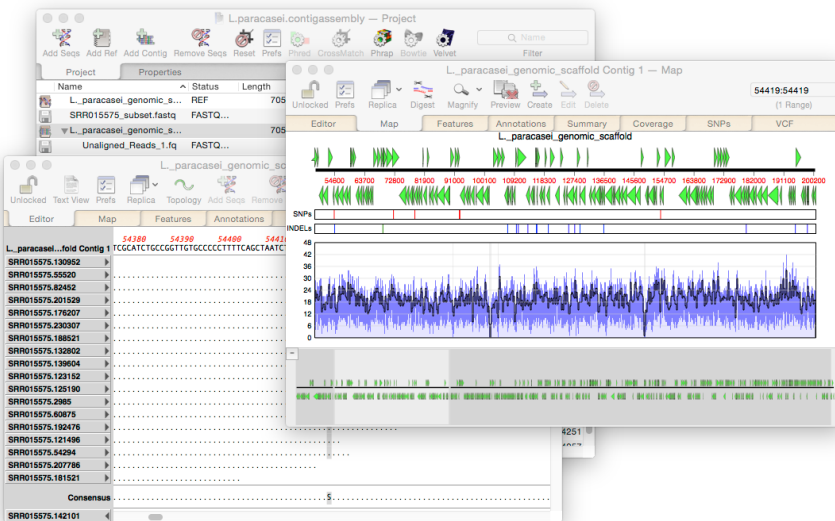 L.paracasei.contigassembly — Project
Add Seqs Add Ref Add Contig Remove Seqs Reset Prefs Phrad CrossMatch Phrap Bowtie Velvet
Name
Filter
Project Properties
Name Status Length
L._paracasei_genomic_s... REF 705
SRR015575_subset.fastq FASTQ...
L._paracasei_genomic_s... 705
Unaligned_Reads_1.fq FASTQ...
L._paracasei_genomic_scaffold Contig 1 — Map
Unlocked Prefs Replica Digest Magnify Preview Create Edit Delete
54419:54419
(1 Range)
Editor Map Features Annotations Summary Coverage SNPs VCF
L._paracasei_genomic_scaffold
54600 63700 72800 81900 91000 100100 109200 118300 127400 136500 145600 154700 163800 172900 182000 191100 200200
SNPs
INDELs
48
42
36
30
24
18
12
6
0
L._paracasei_genomic_sc
Unlocked Text View Prefs Replica Topology Add Seqs Remove
Editor Map Features Annotations
54380 54390 54400 5441
L._paracasei...fold Contig 1 TCGCATCTGCCGGTTGTGCCCCCTTTTCAGCTAATCT
SRR015575.130952
SRR015575.55520
SRR015575.82452
SRR015575.201529
SRR015575.176207
SRR015575.230307
SRR015575.188521
SRR015575.132802
SRR015575.139604
SRR015575.123152
SRR015575.125190
SRR015575.2985
SRR015575.60875
SRR015575.192476
SRR015575.121496
SRR015575.54294
SRR015575.207786
SRR015575.181521
Consensus S
SRR015575.142101
4251